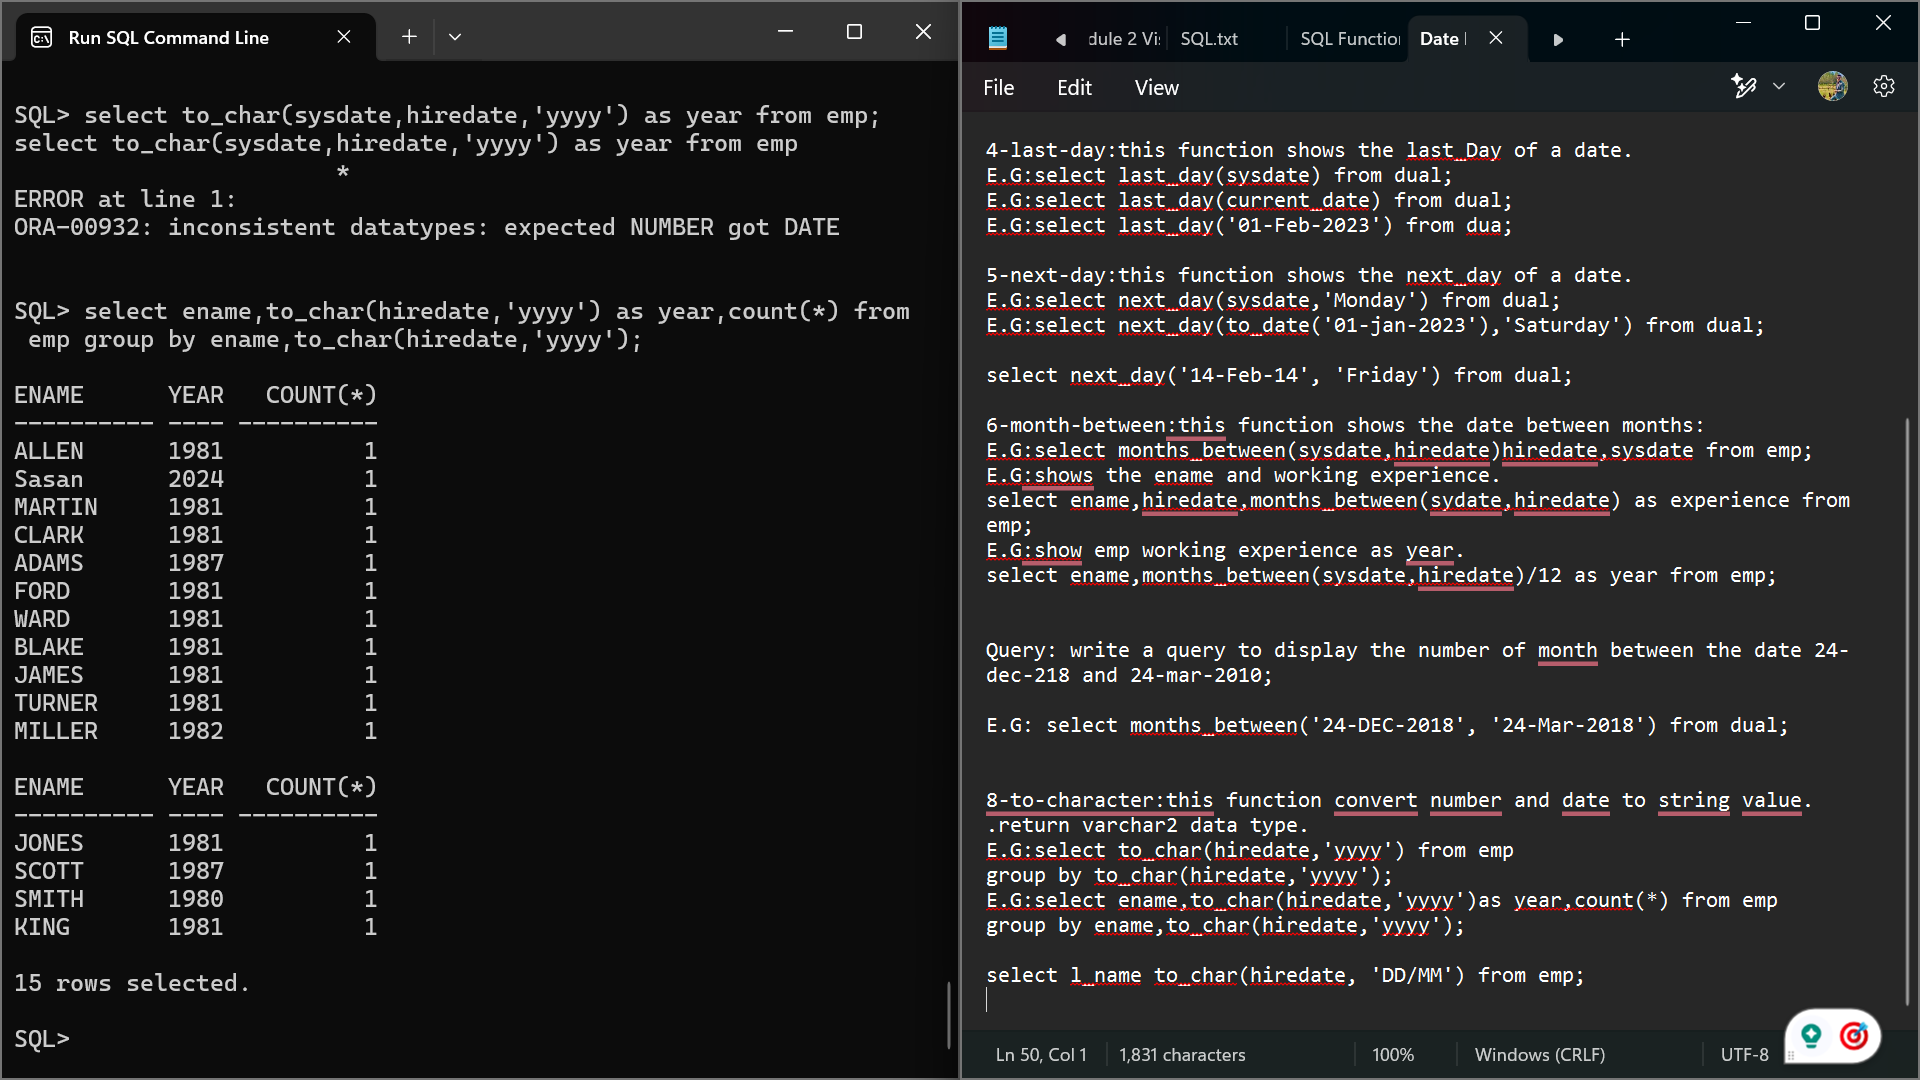 Run SQL Command Line
SQL> select to_char(sysdate,hiredate,'yyyy') as year from emp;
select to_char(sysdate,hiredate,'yyyy') as year from emp
*
ERROR at line 1:
ORA-00932: inconsistent datatypes: expected NUMBER got DATE
SQL> select ename,to_char(hiredate,'yyyy') as year,count(*) from
emp group by ename,to_char(hiredate,'yyyy');
ENAME YEAR COUNT(*)
---------- ---- ----------
ALLEN 1981 1
Sasan 2024 1
MARTIN 1981 1
CLARK 1981 1
ADAMS 1987 1
FORD 1981 1
WARD 1981 1
BLAKE 1981 1
JAMES 1981 1
TURNER 1981 1
MILLER 1982 1
ENAME YEAR COUNT(*)
---------- ---- ----------
JONES 1981 1
SCOTT 1987 1
SMITH 1980 1
KING 1981 1
15 rows selected.
SQL>
dule 2 Vi SQL.txt SQL Functio Date
File Edit View
4-last-day:this function shows the last_Day of a date.
E.G:select last_day(sysdate) from dual;
E.G:select last_day(current_date) from dual;
E.G:select last_day('01-Feb-2023') from dua;
5-next-day:this function shows the next_day of a date.
E.G:select next_day(sysdate,'Monday') from dual;
E.G:select next_day(to_date('01-jan-2023'),'Saturday') from dual;
select next_day('14-Feb-14', 'Friday') from dual;
6-month-between:this function shows the date between months:
E.G:select months_between(sysdate,hiredate)hiredate,sysdate from emp;
E.G:shows the ename and working experience.
select ename,hiredate,months_between(sydate,hiredate) as experience from
emp;
E.G:show emp working experience as year.
select ename,months_between(sysdate,hiredate)/12 as year from emp;
Query: write a query to display the number of month between the date 24-
dec-218 and 24-mar-2010;
E.G: select months_between('24-DEC-2018', '24-Mar-2018') from dual;
8-to-character:this function convert number and date to string value.
.return varchar2 data type.
E.G:select to_char(hiredate,'yyyy') from emp
group by to_char(hiredate,'yyyy');
E.G:select ename,to_char(hiredate,'yyyy')as year,count(*) from emp
group by ename,to_char(hiredate,'yyyy');
select l_name to_char(hiredate, 'DD/MM') from emp;
Ln 50, Col 1 1,831 characters 100% Windows (CRLF) UTF-8